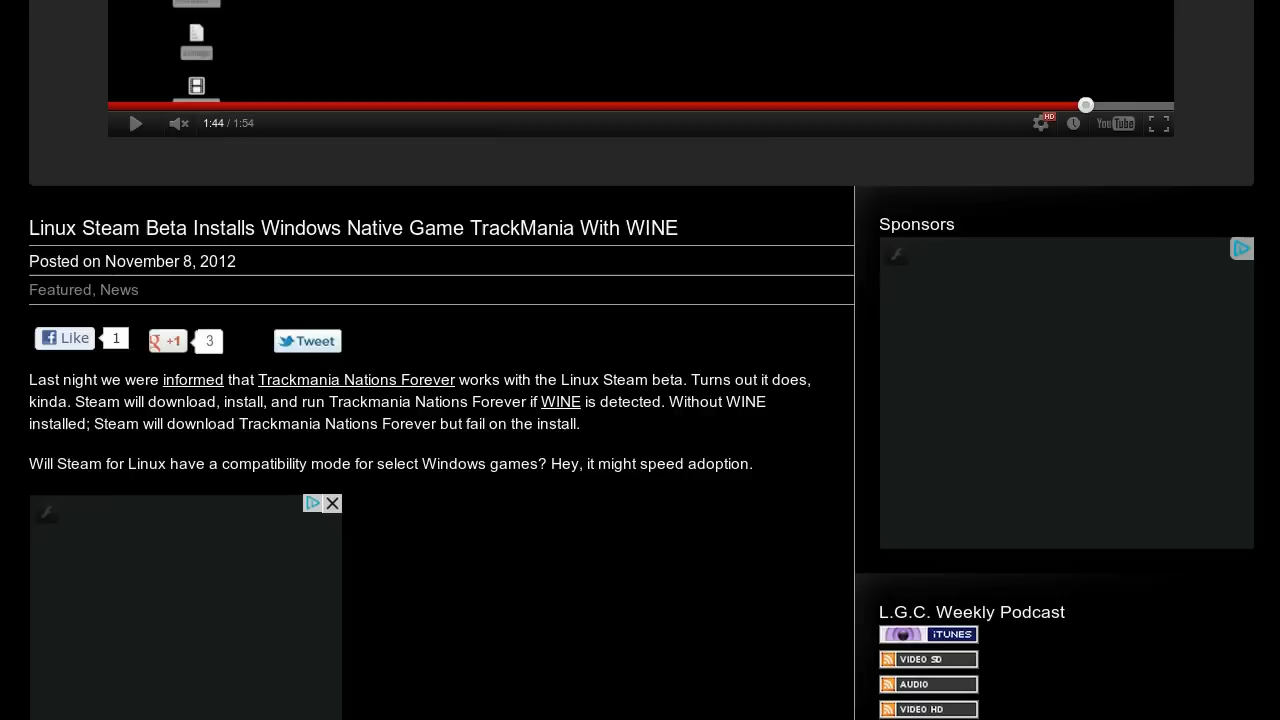 1:44 / 1:54
HD
YouTube
Linux Steam Beta Installs Windows Native Game TrackMania With WINE
Posted on November 8, 2012
Featured, News
Like 1
+1 3
Tweet
Last night we were informed that Trackmania Nations Forever works with the Linux Steam beta. Turns out it does,
kinda. Steam will download, install, and run Trackmania Nations Forever if WINE is detected. Without WINE
installed; Steam will download Trackmania Nations Forever but fail on the install.
Will Steam for Linux have a compatibility mode for select Windows games? Hey, it might speed adoption.
Sponsors
L.G.C. Weekly Podcast
iTUNES
VIDEO SD
AUDIO
VIDEO HD